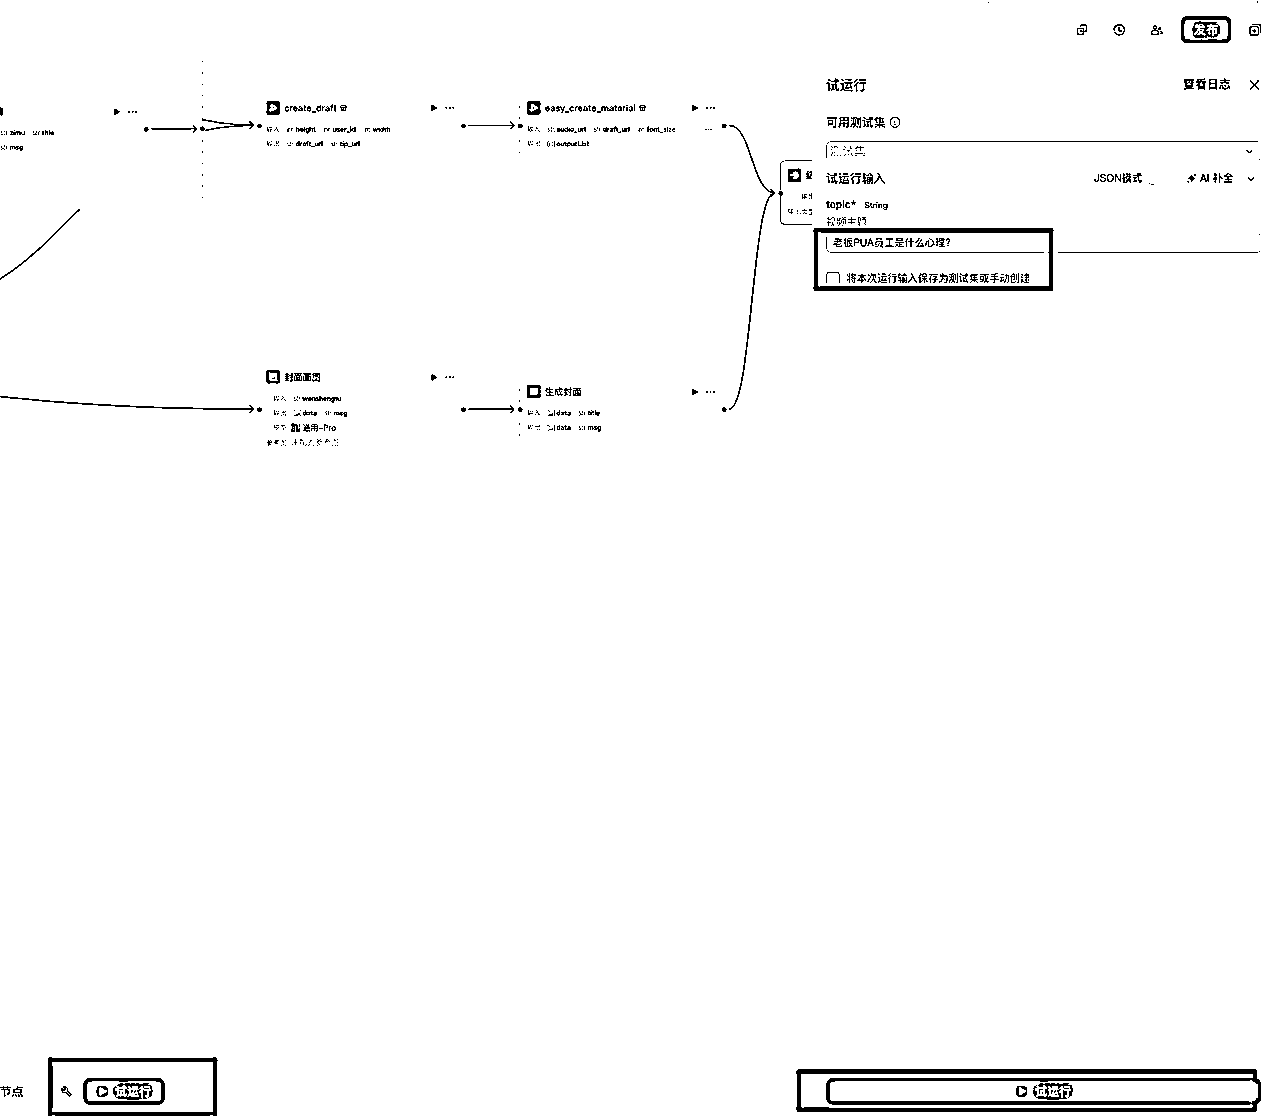 发布
试运行
查看日志
可用测试集
测试集
试运行输入
JSON模式
AI 补全
topic* String
视频主题
老板PUA员工是什么心理?
将本次运行输入保存为测试集或手动创建
zimu title
msg
create_draft
输入 height user_id width
输出 draft_url zip_url
easy_create_material
输入 audio_url draft_url font_size
输出 outputList
封面画质
输入 wenshengtu
输出 data msg
通用-Pro
生成封面
输入 data title
输出 data msg
节点
试运行
试运行